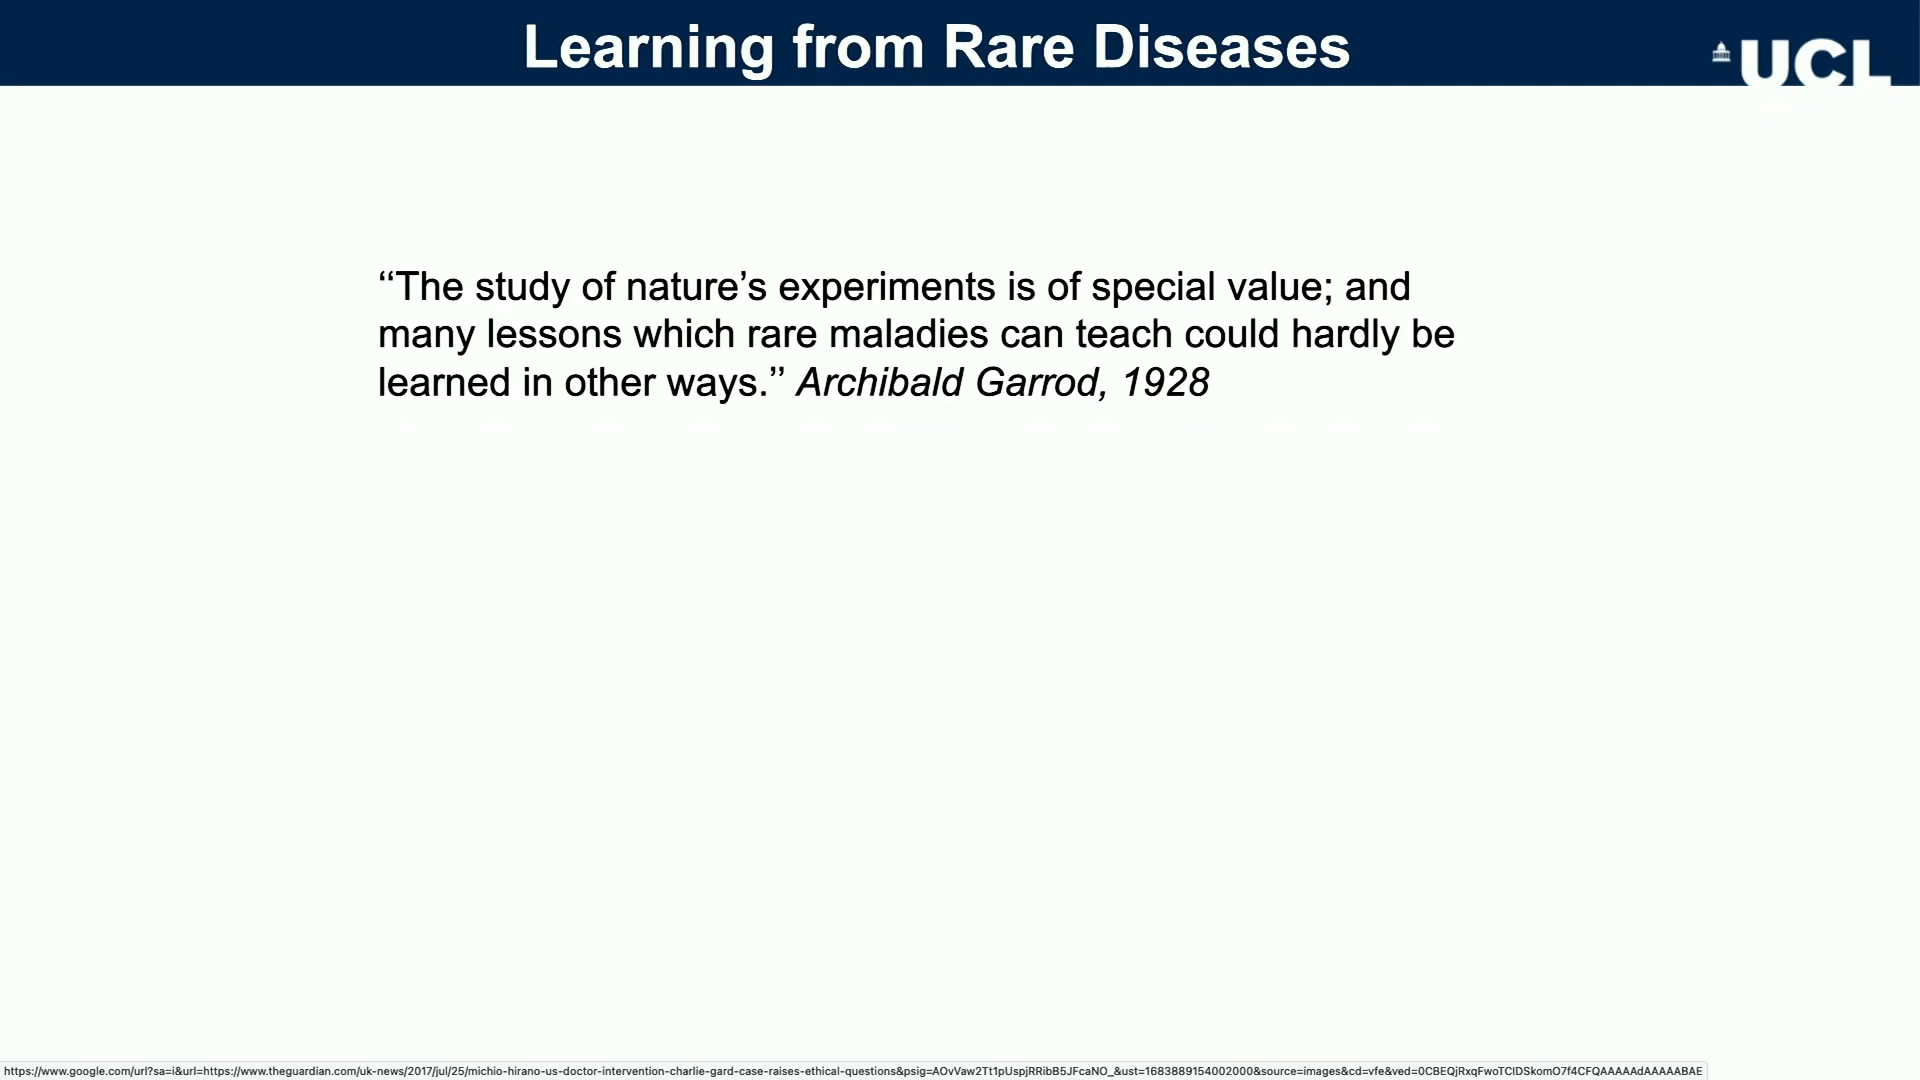 Learning from Rare Diseases
UCL
‘‘The study of nature’s experiments is of special value; and
many lessons which rare maladies can teach could hardly be
learned in other ways.’’ Archibald Garrod, 1928
https://www.google.com/url?sa=i&url=https://www.theguardian.com/uk-news/2017/jul/25/michio-hirano-us-doctor-intervention-charlie-gard-case-raises-ethical-questions&psig=AOvVaw2Tt1pUspjRRibB5JFcaNO_&ust=1683889154002000&source=images&cd=vfe&ved=0CBEQjRxqFwoTCIDSkomO7f4CFQAAAAAdAAAAABAE